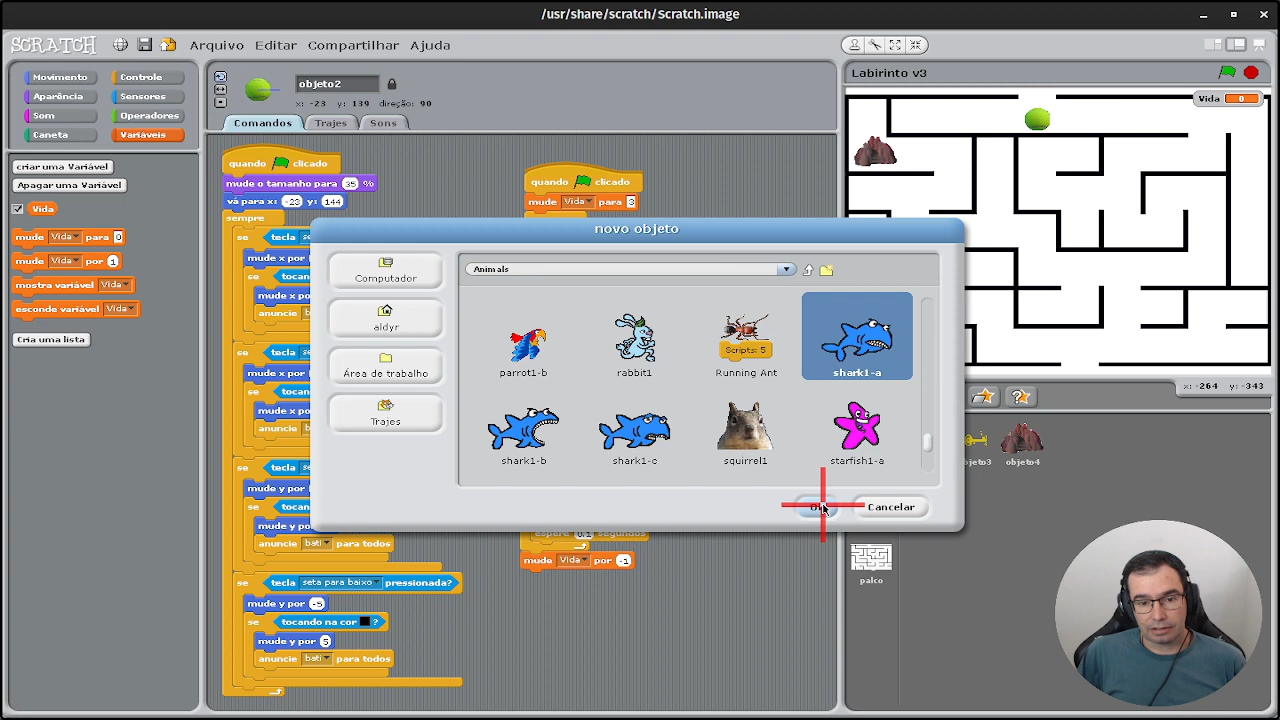 /usr/share/scratch/Scratch.image
SCRATCH
Arquivo Editar Compartilhar Ajuda
Movimento Controle
Aparência Sensores
Som Operadores
Caneta Variáveis
criar uma Variável
Apagar uma Variável
Vida
mude Vida para 0
mude Vida por 1
mostra variável Vida
esconde variável Vida
Cria uma lista
objeto2
x: -23 y: 139 direção: 90
Comandos Trajes Sons
quando clicado
mude o tamanho para 35 %
vá para x: -23 y: 144
sempre
se tecla
mude x por
se
mude x por
anuncie
se tecla
mude x por
se
mude x por
anuncie
se tecla
mude y por
se
mude y por
anuncie bati para todos
se tecla seta para baixo pressionada?
mude y por -5
se tocando na cor ?
mude y por 5
anuncie bati para todos
quando clicado
mude Vida para 3
espere 0.1 segundos
mude Vida por -1
novo objeto
Computador
aldyr
Área de trabalho
Trajes
Animals
parrot1-b rabbit1 Running Ant shark1-a
Scripts: 5
shark1-b shark1-c squirrel1 starfish1-a
Cancelar
Labirinto v3
Vida 0
x: -264 y: -343
objeto4
palco